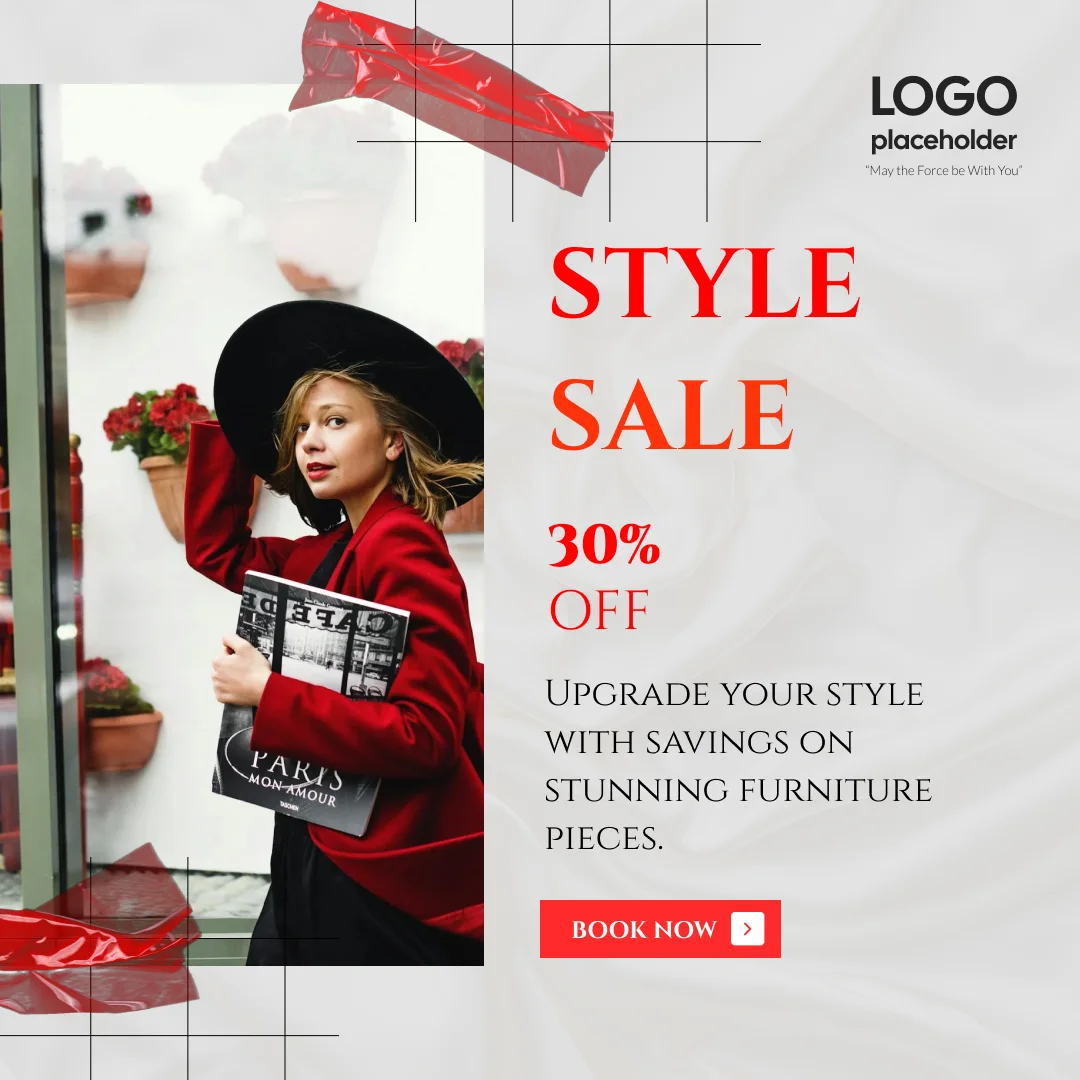 LOGO
placeholder
“May the Force be With You”
STYLE
SALE
30%
OFF
UPGRADE YOUR STYLE
WITH SAVINGS ON
STUNNING FURNITURE
PIECES.
BOOK NOW
PARIS
MON AMOUR
TASCHEN